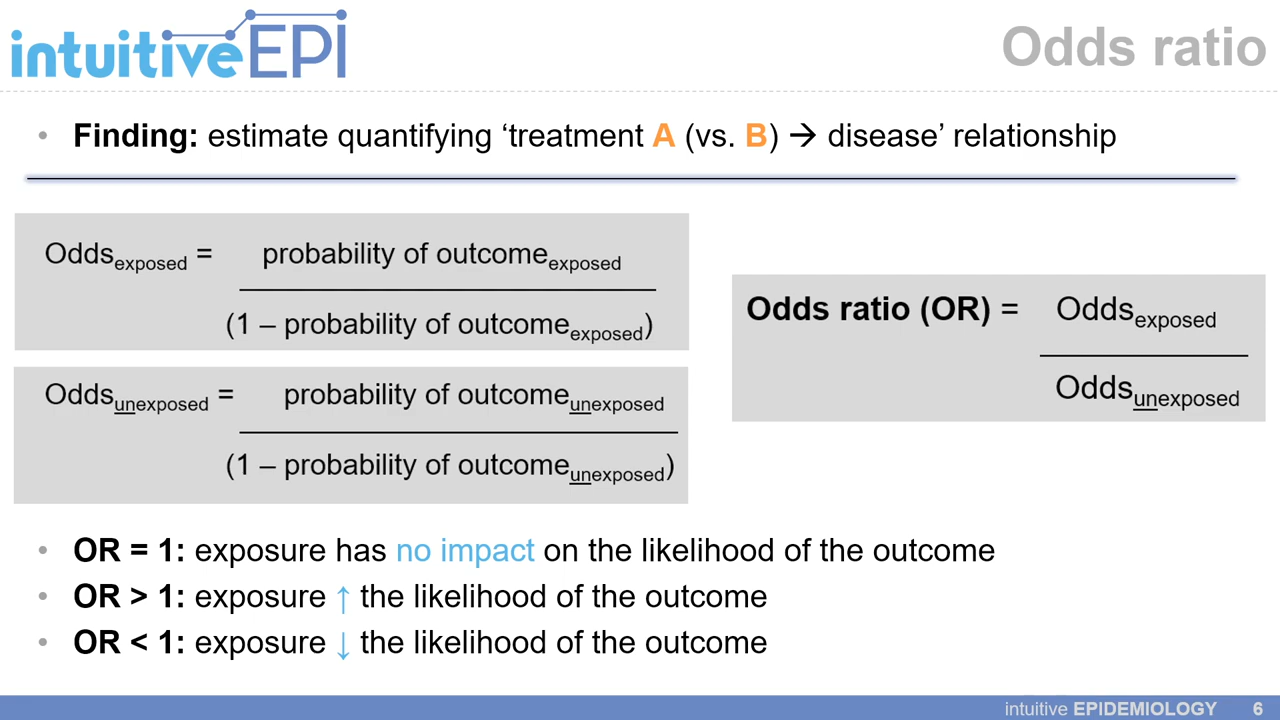 intuitiveEPI
Odds ratio
• Finding: estimate quantifying ‘treatment A (vs. B) → disease’ relationship
Oddsexposed = probability of outcomeexposed
(1 – probability of outcomeexposed)
Oddsunexposed = probability of outcomeunexposed
(1 – probability of outcomeunexposed)
Odds ratio (OR) = Oddsexposed
Oddsunexposed
• OR = 1: exposure has no impact on the likelihood of the outcome
• OR > 1: exposure ↑ the likelihood of the outcome
• OR < 1: exposure ↓ the likelihood of the outcome
intuitive EPIDEMIOLOGY 6